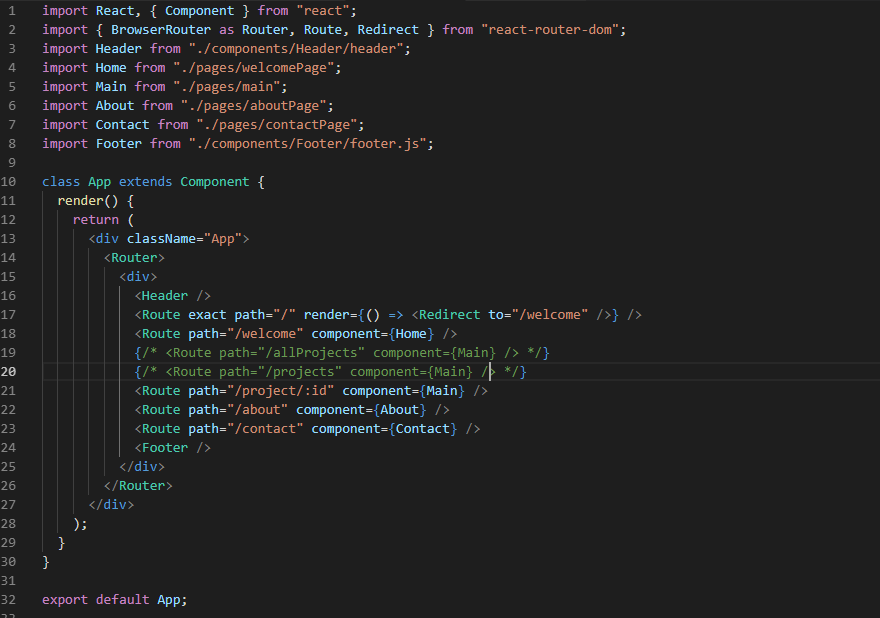 1 import React, { Component } from "react";
2 import { BrowserRouter as Router, Route, Redirect } from "react-router-dom";
3 import Header from "./components/Header/header";
4 import Home from "./pages/welcomePage";
5 import Main from "./pages/main";
6 import About from "./pages/aboutPage";
7 import Contact from "./pages/contactPage";
8 import Footer from "./components/Footer/footer.js";
9
10 class App extends Component {
11   render() {
12     return (
13       <div className="App">
14         <Router>
15           <div>
16             <Header />
17             <Route exact path="/" render={() => <Redirect to="/welcome" />} />
18             <Route path="/welcome" component={Home} />
19             {/* <Route path="/allProjects" component={Main} /> */}
20             {/* <Route path="/projects" component={Main} /> */}
21             <Route path="/project/:id" component={Main} />
22             <Route path="/about" component={About} />
23             <Route path="/contact" component={Contact} />
24             <Footer />
25           </div>
26         </Router>
27       </div>
28     );
29   }
30 }
31
32 export default App;